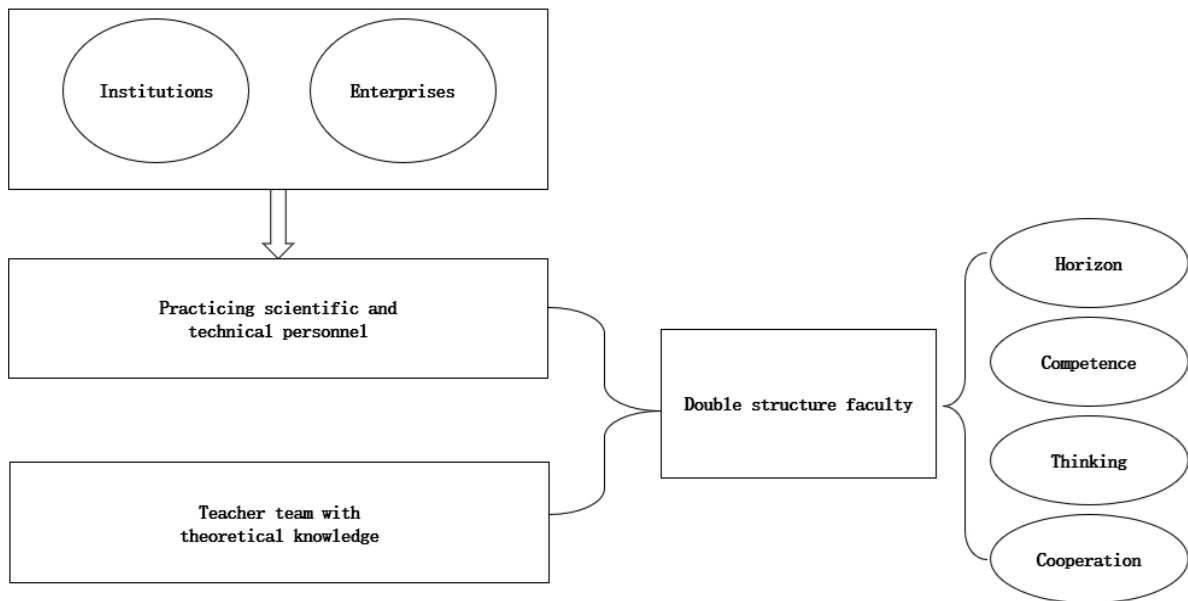 Institutions
Enterprises
Practicing scientific and
technical personnel
Teacher team with
theoretical knowledge
Double structure faculty
Horizon
Competence
Thinking
Cooperation